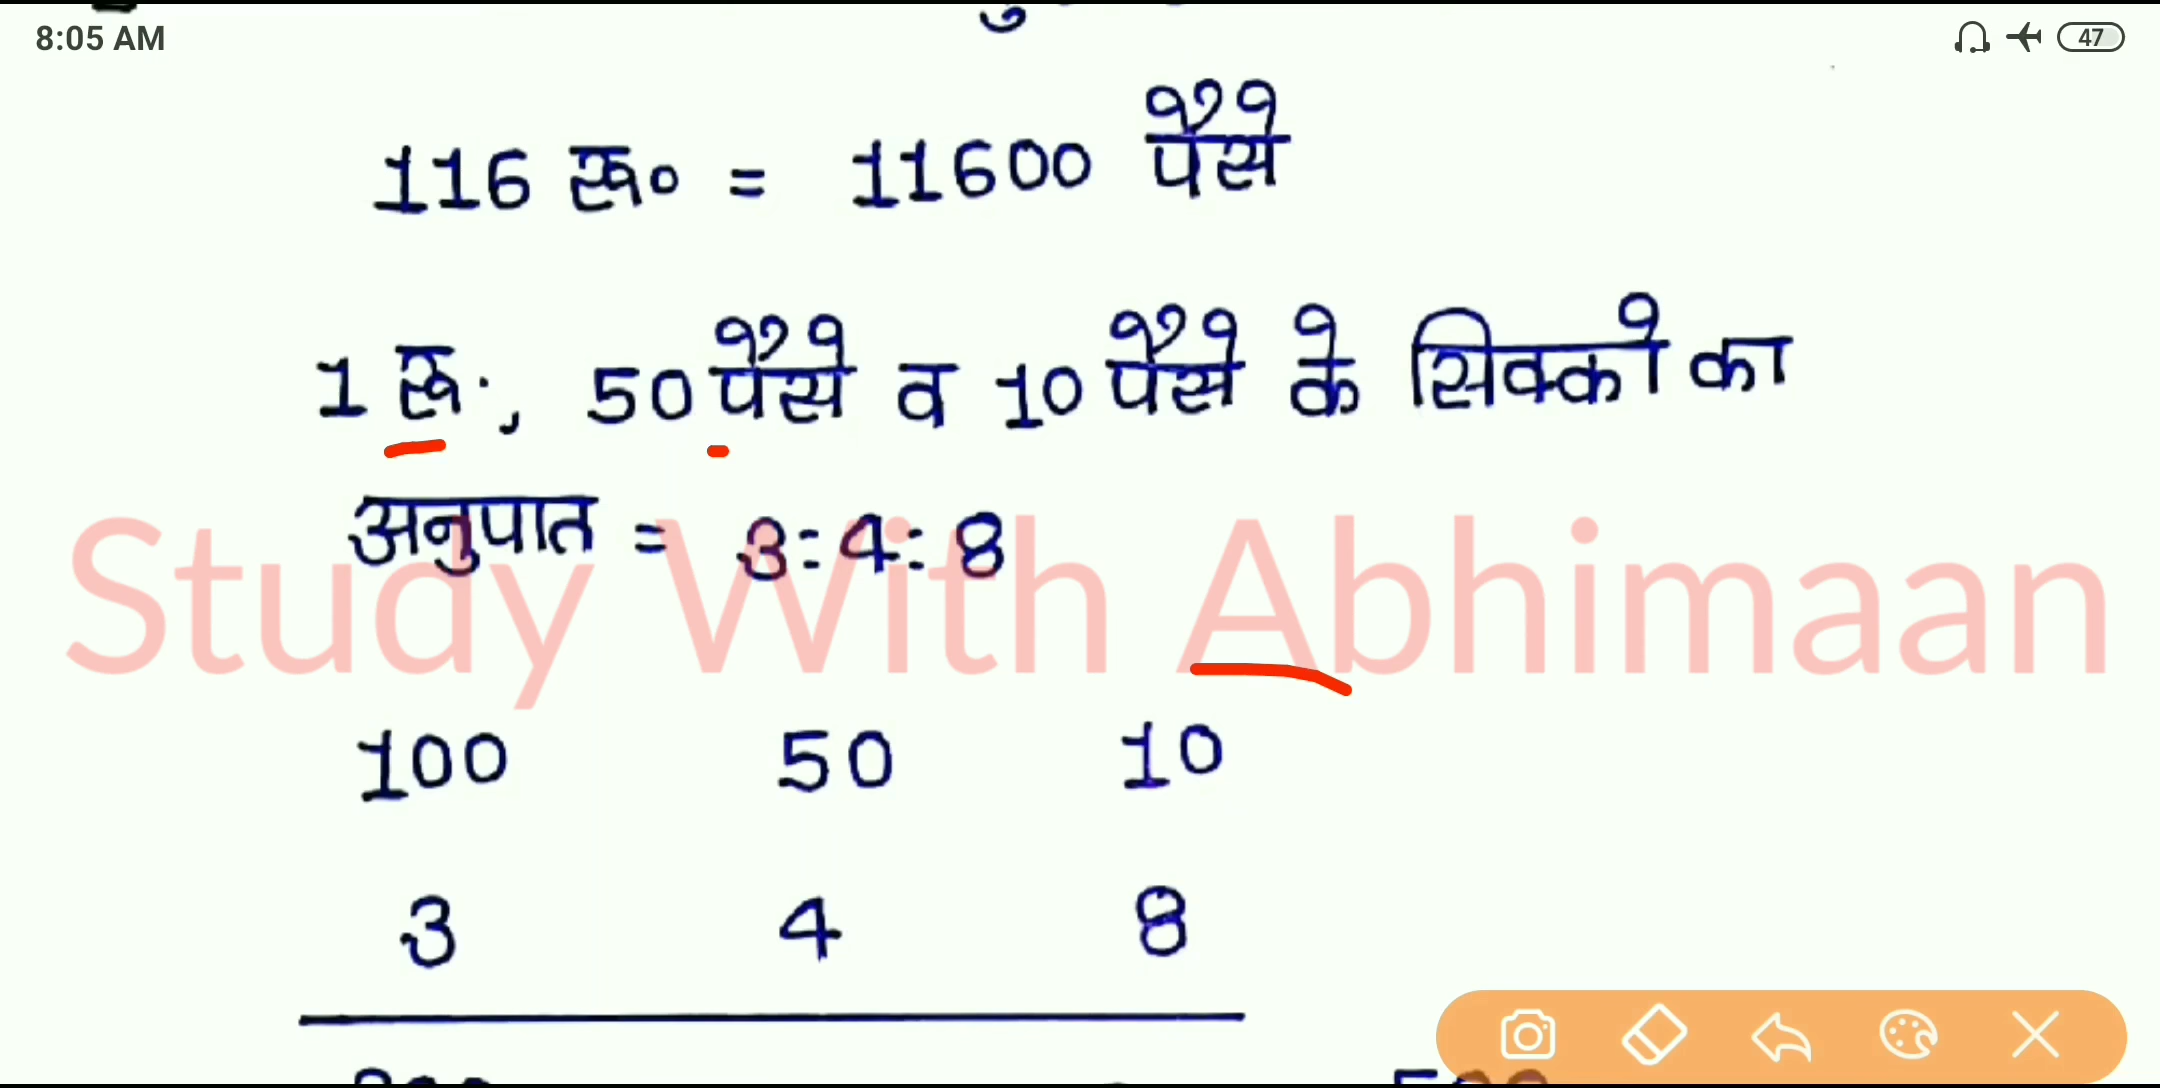 8:05 AM
47
116 रू० = 11600 पैसे
1 रू., 50 पैसे व 10 पैसे के सिक्को का
अनुपात = 3:4:8
Study With Abhimaan
100 50 10
3 4 8